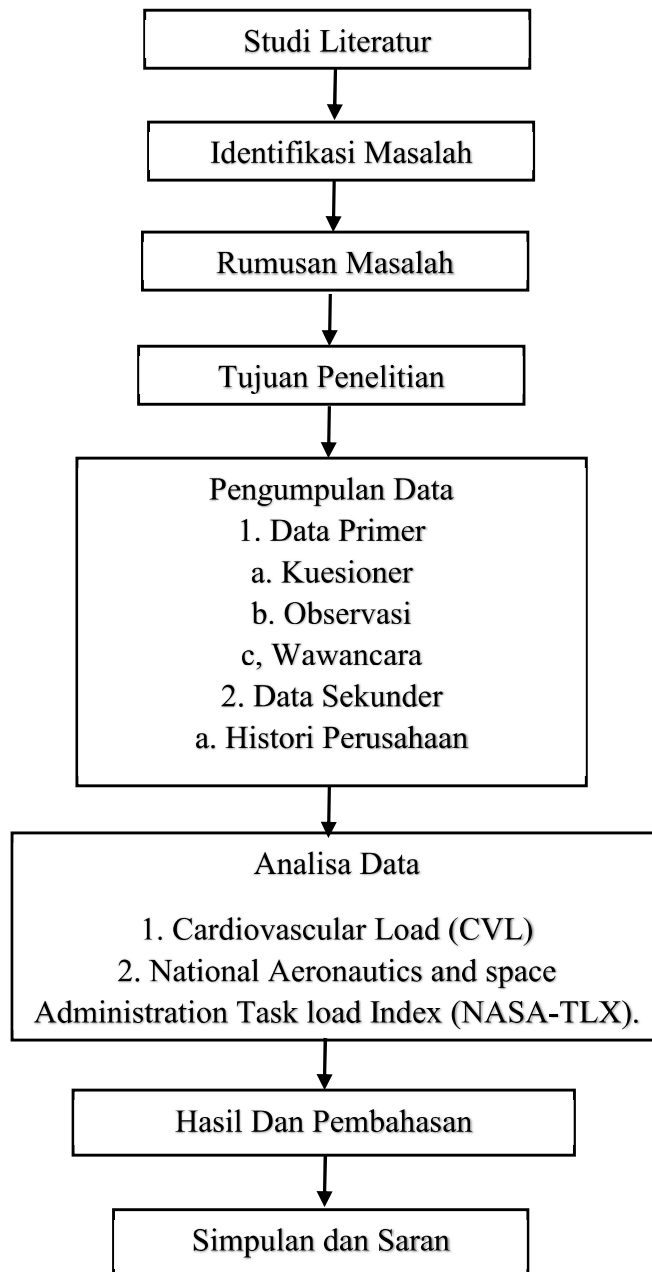 Studi Literatur
Identifikasi Masalah
Rumusan Masalah
Tujuan Penelitian
Pengumpulan Data
1. Data Primer
a. Kuesioner
b. Observasi
c, Wawancara
2. Data Sekunder
a. Histori Perusahaan
Analisa Data
1. Cardiovascular Load (CVL)
2. National Aeronautics and space
Administration Task load Index (NASA-TLX).
Hasil Dan Pembahasan
Simpulan dan Saran